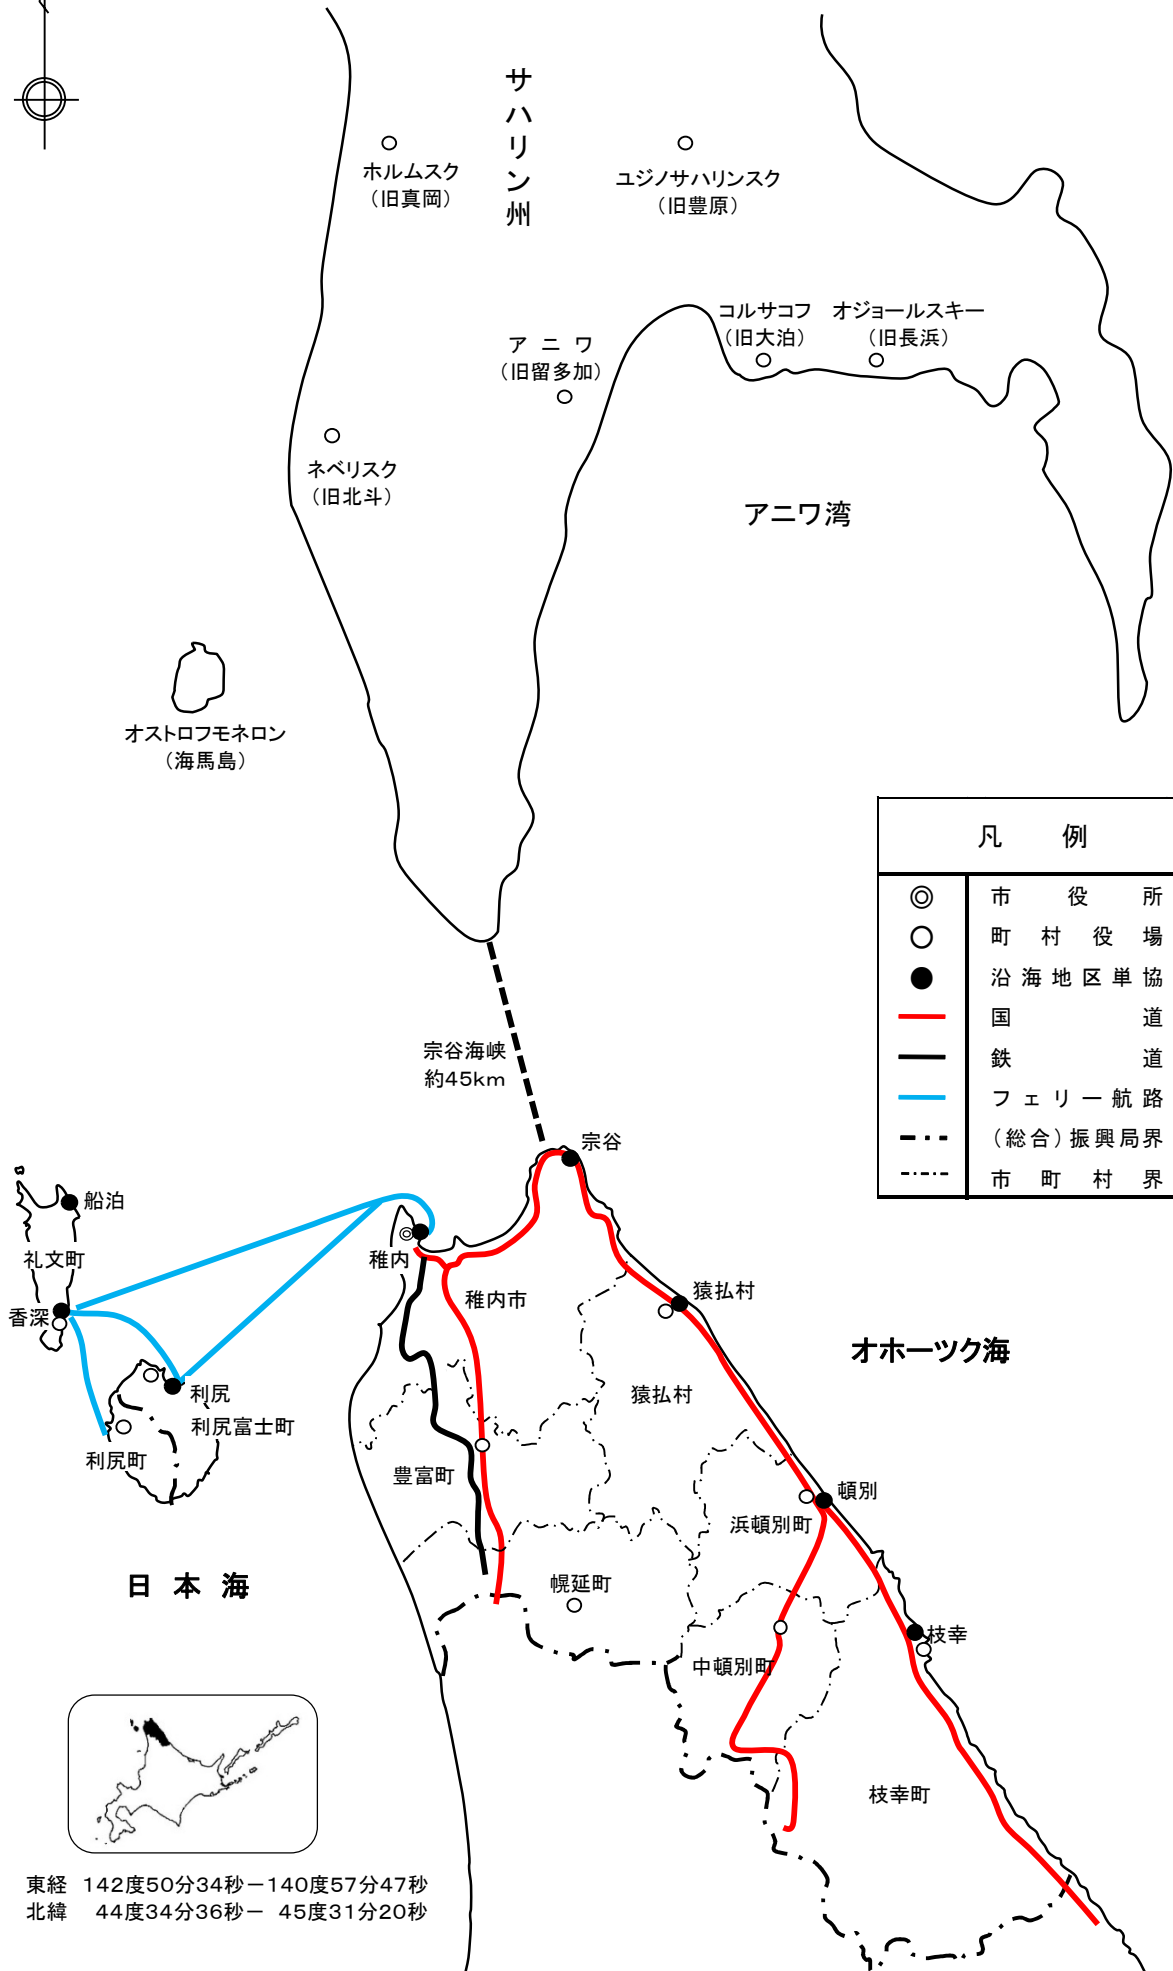 サハリン州
ホルムスク
（旧真岡）
ユジノサハリンスク
（旧豊原）
コルサコフ
（旧大泊）
オジョールスキー
（旧長浜）
アニワ
（旧留多加）
ネベリスク
（旧北斗）
アニワ湾
オストロフモネロン
（海馬島）
凡例
市役所
町村役場
沿海地区単協
国道
鉄道
フェリー航路
（総合）振興局界
市町村界
宗谷海峡
約45km
宗谷
船泊
礼文町
香深
稚内
稚内市
猿払村
オホーツク海
猿払村
利尻
利尻富士町
利尻町
豊富町
頓別
浜頓別町
日本海
幌延町
枝幸
中頓別町
枝幸町
東経 142度50分34秒－140度57分47秒
北緯 44度34分36秒－ 45度31分20秒